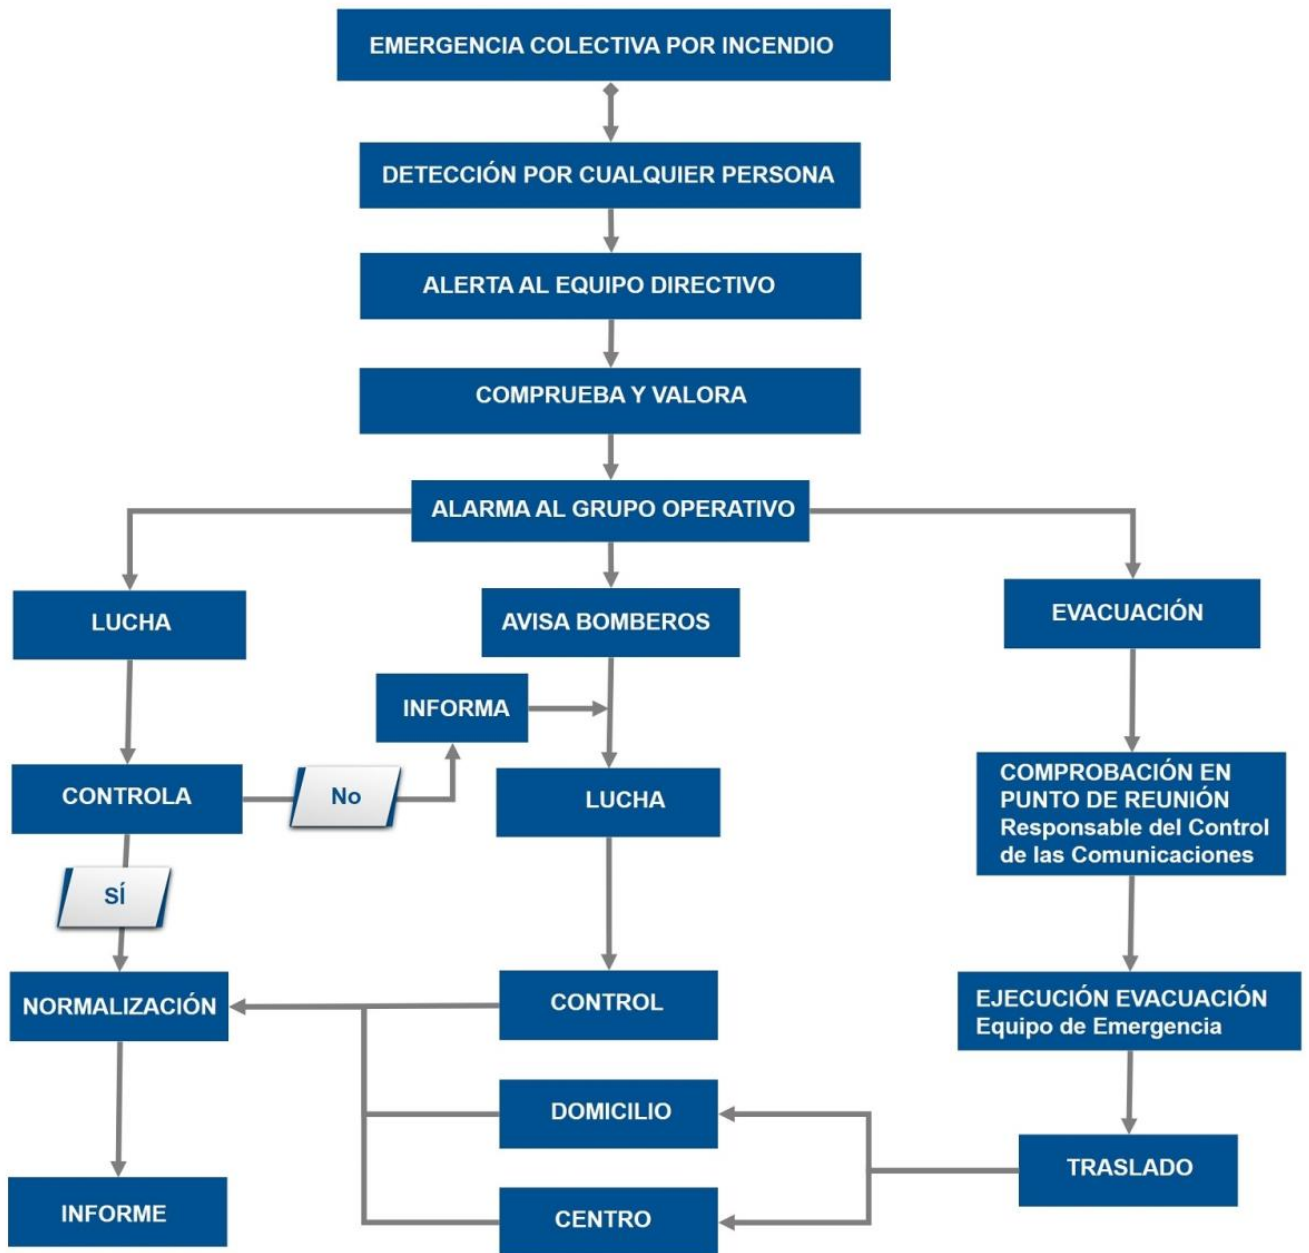 EMERGENCIA COLECTIVA POR INCENDIO
DETECCIÓN POR CUALQUIER PERSONA
ALERTA AL EQUIPO DIRECTIVO
COMPRUEBA Y VALORA
ALARMA AL GRUPO OPERATIVO
LUCHA
AVISA BOMBEROS
EVACUACIÓN
INFORMA
CONTROLA
No
LUCHA
COMPROBACIÓN EN
PUNTO DE REUNIÓN
Responsable del Control
de las Comunicaciones
SÍ
NORMALIZACIÓN
CONTROL
EJECUCIÓN EVACUACIÓN
Equipo de Emergencia
DOMICILIO
TRASLADO
INFORME
CENTRO